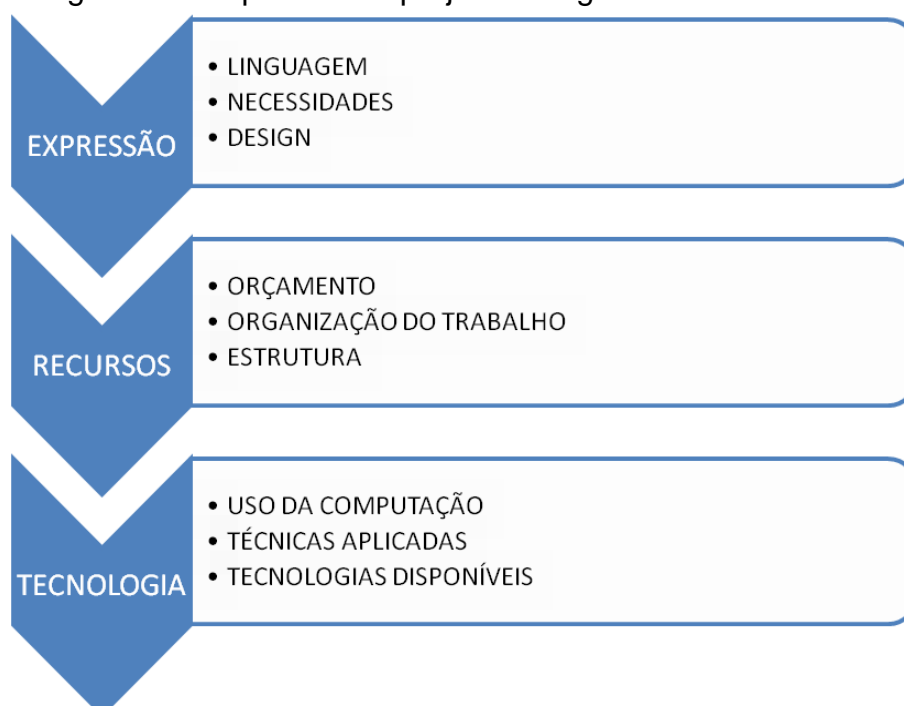 EXPRESSÃO
• LINGUAGEM
• NECESSIDADES
• DESIGN
RECURSOS
• ORÇAMENTO
• ORGANIZAÇÃO DO TRABALHO
• ESTRUTURA
TECNOLOGIA
• USO DA COMPUTAÇÃO
• TÉCNICAS APLICADAS
• TECNOLOGIAS DISPONÍVEIS